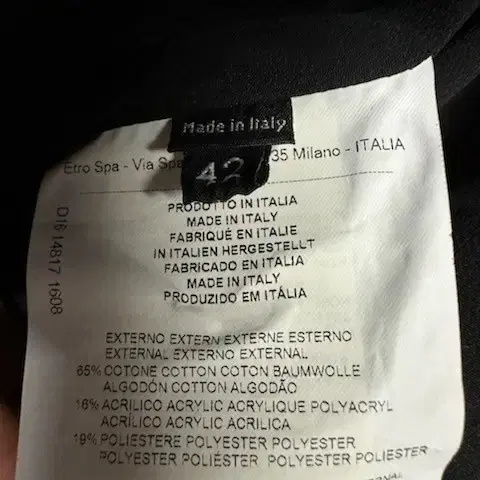 Made in Italy
42
Etro Spa - Via Spa 35 Milano - ITALIA
PRODOTTO IN ITALIA
MADE IN ITALY
FABRIQUÉ EN ITALIE
IN ITALIEN HERGESTELLT
FABRICADO EN ITALIA
MADE IN ITALY
PRODUZIDO EM ITÁLIA
D16 14817 1608
EXTERNO EXTERN EXTERNE ESTERNO
EXTERNAL EXTERNO EXTERNAL
65% COTONE COTTON COTON BAUMWOLLE
ALGODÓN COTTON ALGODÃO
16% ACRILICO ACRYLIC ACRYLIQUE POLYACRYL
ACRÍLICO ACRYLIC ACRILICA
19% POLIESTERE POLYESTER POLYESTER
POLYESTER POLIÉSTER POLYESTER POLIESTER